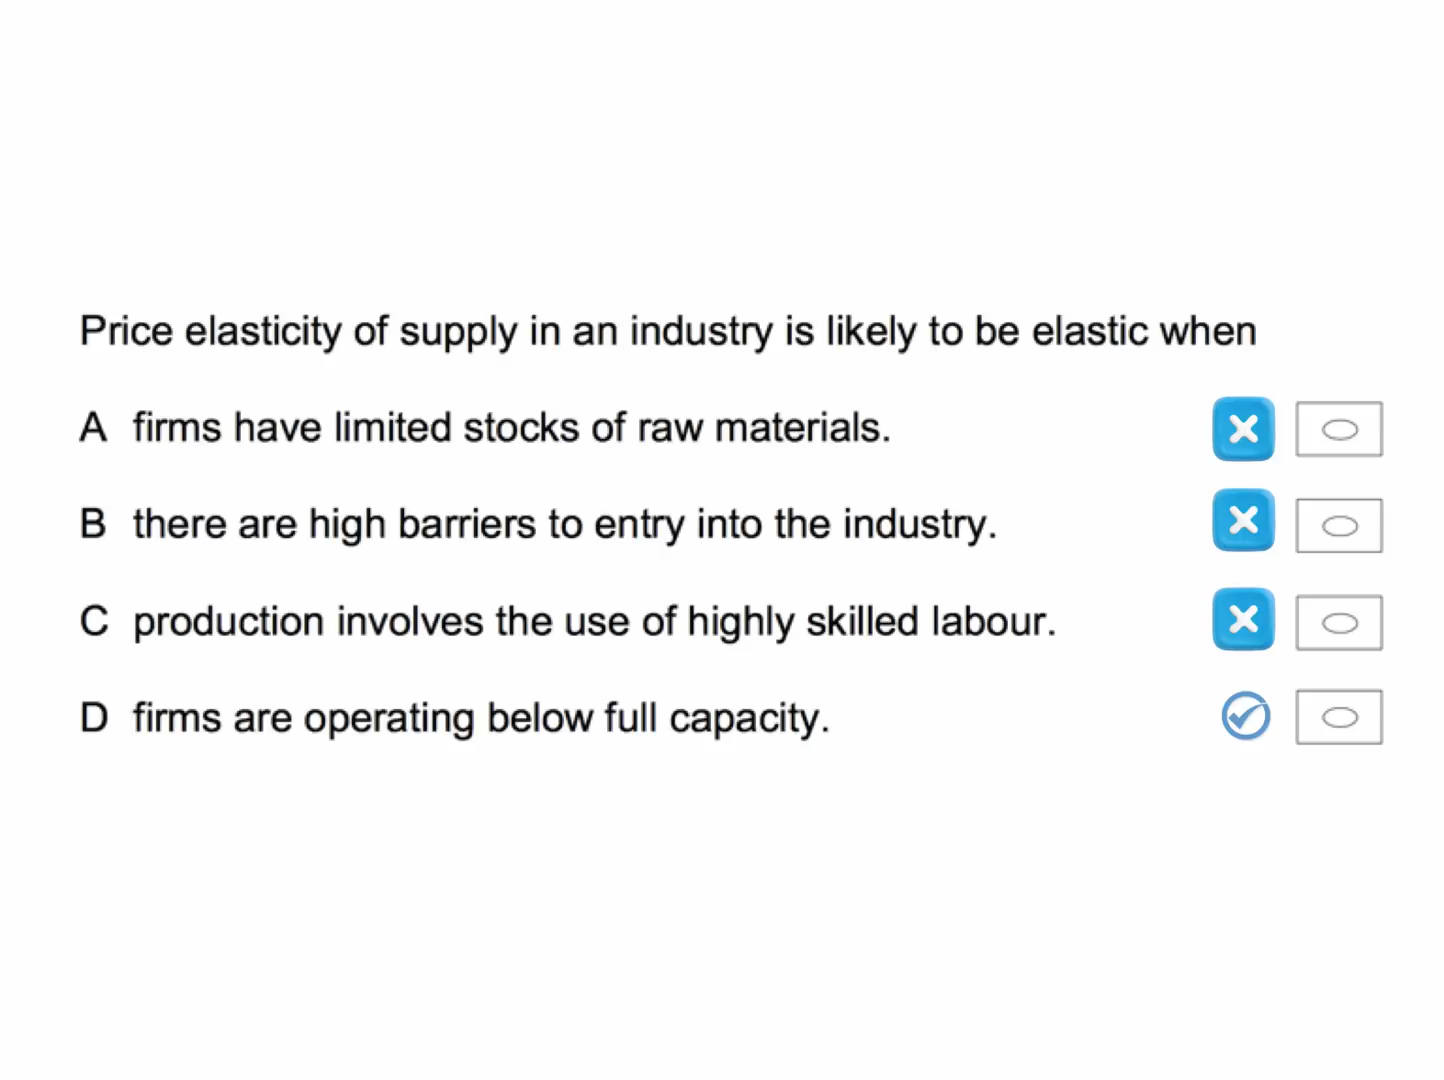 Price elasticity of supply in an industry is likely to be elastic when
A firms have limited stocks of raw materials.
B there are high barriers to entry into the industry.
C production involves the use of highly skilled labour.
D firms are operating below full capacity.